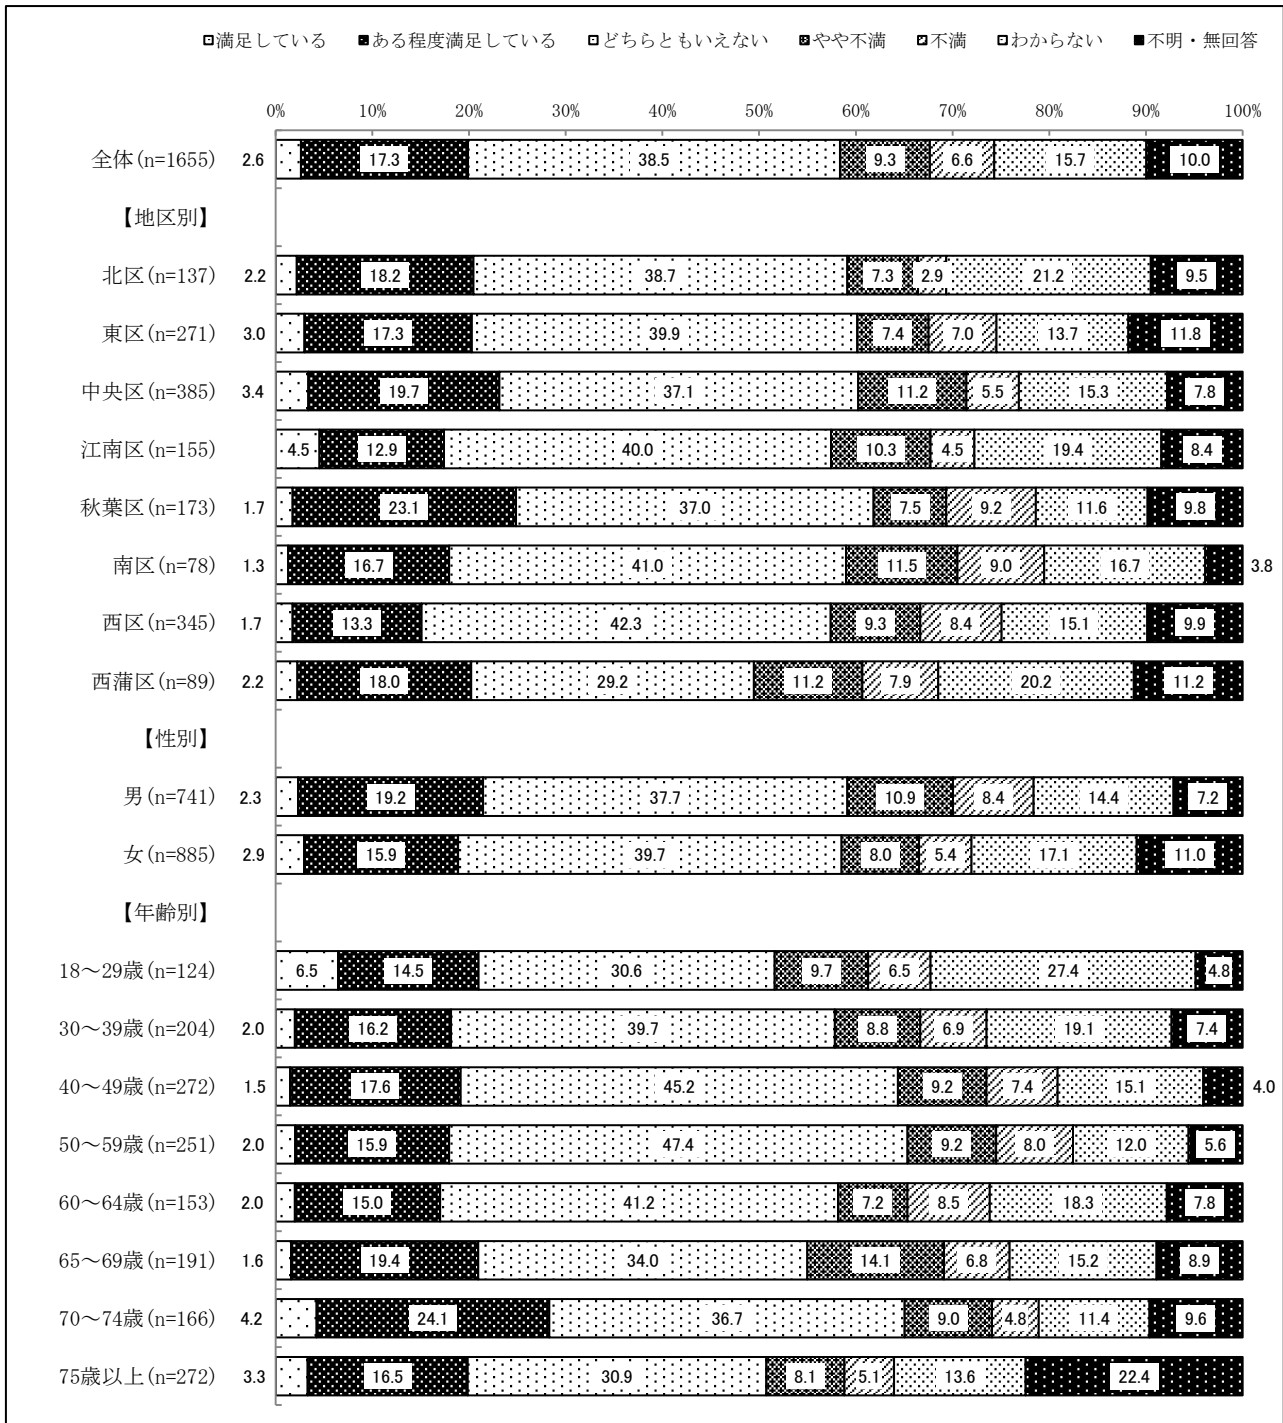 満足している ある程度満足している どちらともいえない やや不満 不満 わからない 不明・無回答
0% 10% 20% 30% 40% 50% 60% 70% 80% 90% 100%
全体(n=1655) 2.6 17.3 38.5 9.3 6.6 15.7 10.0
【地区別】
北区(n=137) 2.2 18.2 38.7 7.3 2.9 21.2 9.5
東区(n=271) 3.0 17.3 39.9 7.4 7.0 13.7 11.8
中央区(n=385) 3.4 19.7 37.1 11.2 5.5 15.3 7.8
江南区(n=155) 4.5 12.9 40.0 10.3 4.5 19.4 8.4
秋葉区(n=173) 1.7 23.1 37.0 7.5 9.2 11.6 9.8
南区(n=78) 1.3 16.7 41.0 11.5 9.0 16.7 3.8
西区(n=345) 1.7 13.3 42.3 9.3 8.4 15.1 9.9
西蒲区(n=89) 2.2 18.0 29.2 11.2 7.9 20.2 11.2
【性別】
男(n=741) 2.3 19.2 37.7 10.9 8.4 14.4 7.2
女(n=885) 2.9 15.9 39.7 8.0 5.4 17.1 11.0
【年齢別】
18～29歳(n=124) 6.5 14.5 30.6 9.7 6.5 27.4 4.8
30～39歳(n=204) 2.0 16.2 39.7 8.8 6.9 19.1 7.4
40～49歳(n=272) 1.5 17.6 45.2 9.2 7.4 15.1 4.0
50～59歳(n=251) 2.0 15.9 47.4 9.2 8.0 12.0 5.6
60～64歳(n=153) 2.0 15.0 41.2 7.2 8.5 18.3 7.8
65～69歳(n=191) 1.6 19.4 34.0 14.1 6.8 15.2 8.9
70～74歳(n=166) 4.2 24.1 36.7 9.0 4.8 11.4 9.6
75歳以上(n=272) 3.3 16.5 30.9 8.1 5.1 13.6 22.4